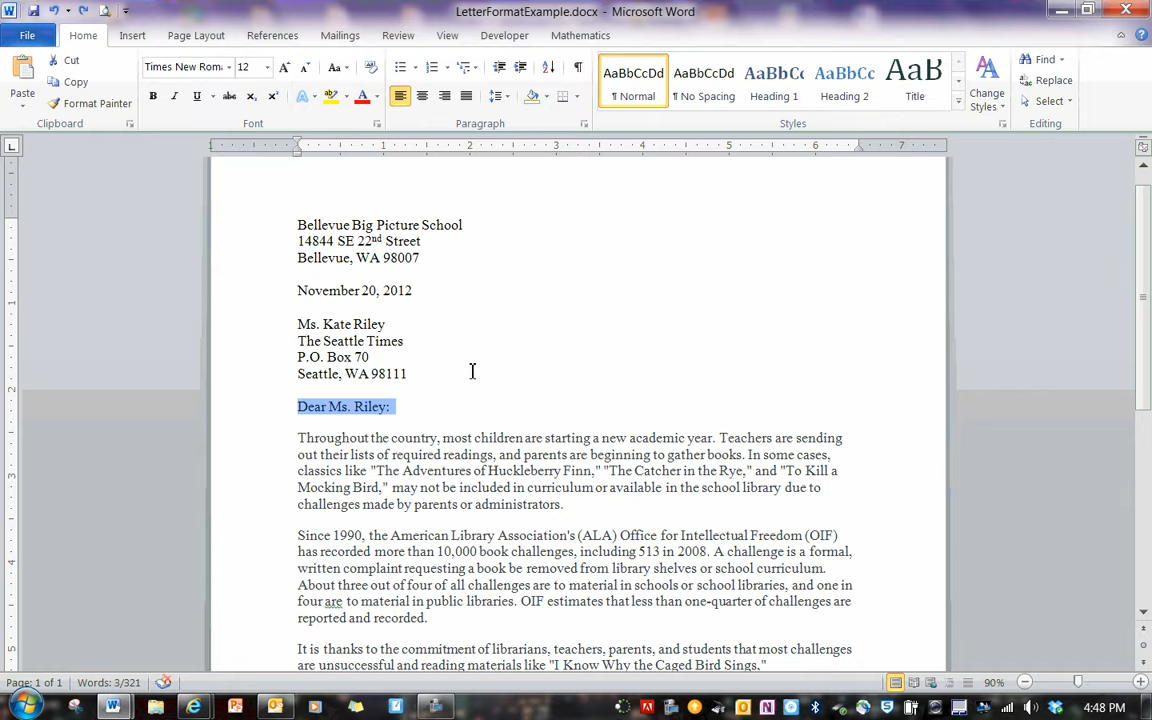 LetterFormatExample.docx - Microsoft Word
File Home Insert Page Layout References Mailings Review View Developer Mathematics
Cut
Copy
Format Painter
Paste
Clipboard
Times New Rom 12
Font
Paragraph
AaBbCcDd AaBbCcDd AaBbCc AaBbCc AaB
¶ Normal ¶ No Spacing Heading 1 Heading 2 Title
Change Styles
Styles
Find
Replace
Select
Editing
1 1 2 3 4 5 6 7
Bellevue Big Picture School
14844 SE 22nd Street
Bellevue, WA 98007
November 20, 2012
Ms. Kate Riley
The Seattle Times
P.O. Box 70
Seattle, WA 98111
Dear Ms. Riley:
Throughout the country, most children are starting a new academic year. Teachers are sending
out their lists of required readings, and parents are beginning to gather books. In some cases,
classics like "The Adventures of Huckleberry Finn," "The Catcher in the Rye," and "To Kill a
Mocking Bird," may not be included in curriculum or available in the school library due to
challenges made by parents or administrators.
Since 1990, the American Library Association's (ALA) Office for Intellectual Freedom (OIF)
has recorded more than 10,000 book challenges, including 513 in 2008. A challenge is a formal,
written complaint requesting a book be removed from library shelves or school curriculum.
About three out of four of all challenges are to material in schools or school libraries, and one in
four are to material in public libraries. OIF estimates that less than one-quarter of challenges are
reported and recorded.
It is thanks to the commitment of librarians, teachers, parents, and students that most challenges
are unsuccessful and reading materials like "I Know Why the Caged Bird Sings,"
Page: 1 of 1 Words: 3/321 90%
4:48 PM